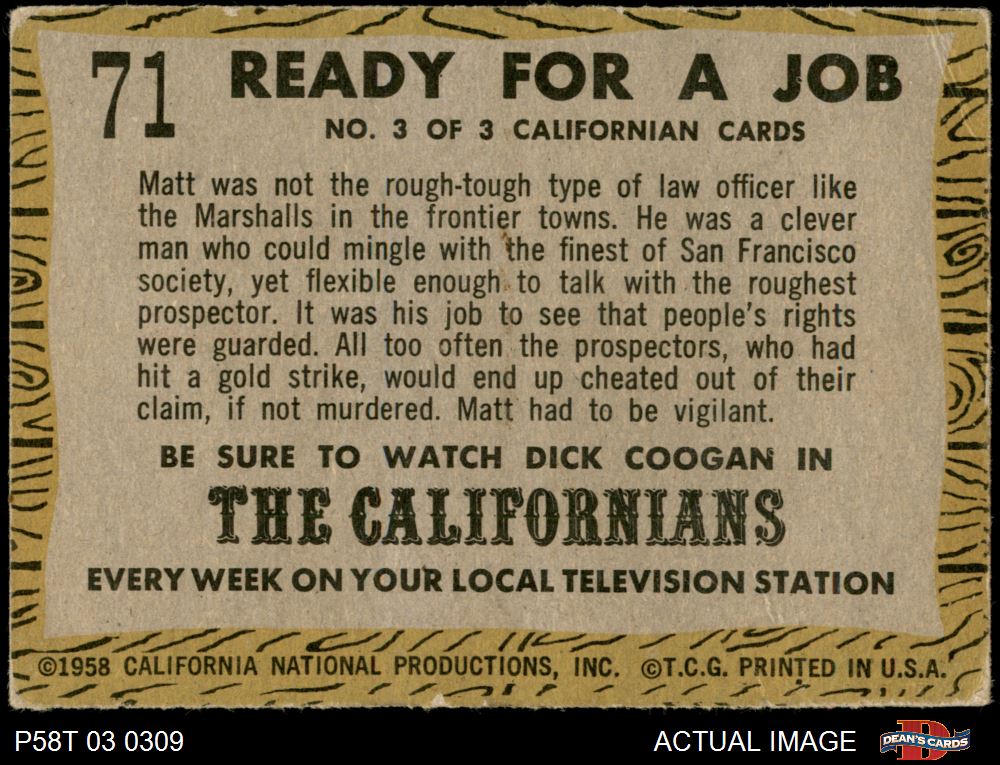 71 READY FOR A JOB
NO. 3 OF 3 CALIFORNIAN CARDS
Matt was not the rough-tough type of law officer like
the Marshalls in the frontier towns. He was a clever
man who could mingle with the finest of San Francisco
society, yet flexible enough to talk with the roughest
prospector. It was his job to see that people's rights
were guarded. All too often the prospectors, who had
hit a gold strike, would end up cheated out of their
claim, if not murdered. Matt had to be vigilant.
BE SURE TO WATCH DICK COOGAN IN
THE CALIFORNIANS
EVERY WEEK ON YOUR LOCAL TELEVISION STATION
©1958 CALIFORNIA NATIONAL PRODUCTIONS, INC. ©T.C.G. PRINTED IN U.S.A.
P58T 03 0309 ACTUAL IMAGE D DEAN'S CARDS